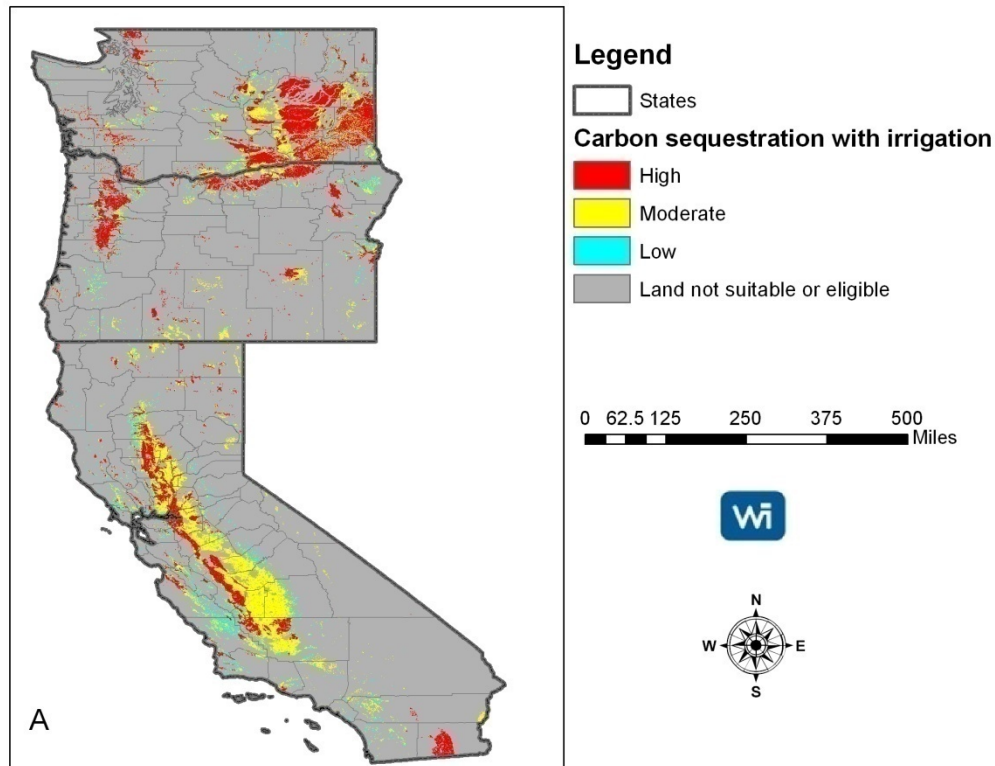 A
Legend
States
Carbon sequestration with irrigation
High
Moderate
Low
Land not suitable or eligible
0 62.5 125 250 375 500
Miles
Wi
N
W E
S